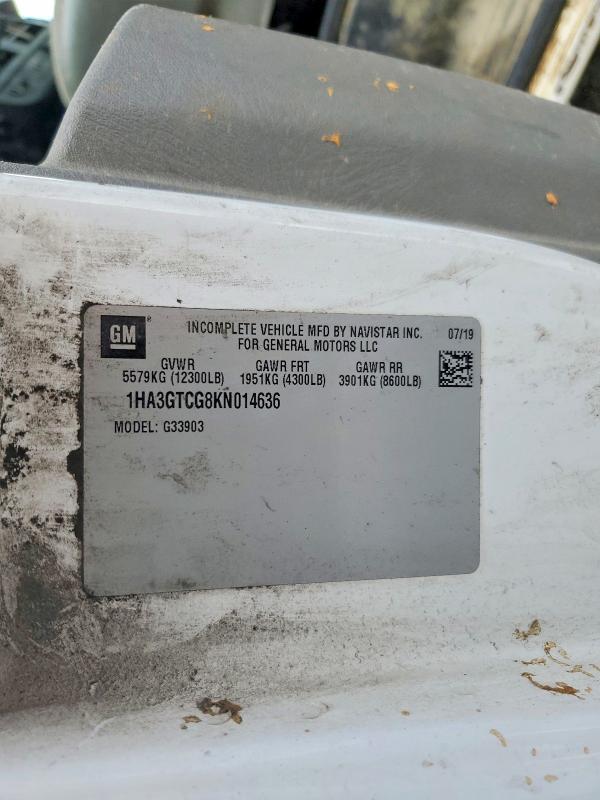 GM ® INCOMPLETE VEHICLE MFD BY NAVISTAR INC. 07/19
FOR GENERAL MOTORS LLC
GVWR GAWR FRT GAWR RR
5579KG (12300LB) 1951KG (4300LB) 3901KG (8600LB)
1HA3GTCG8KN014636
MODEL: G33903